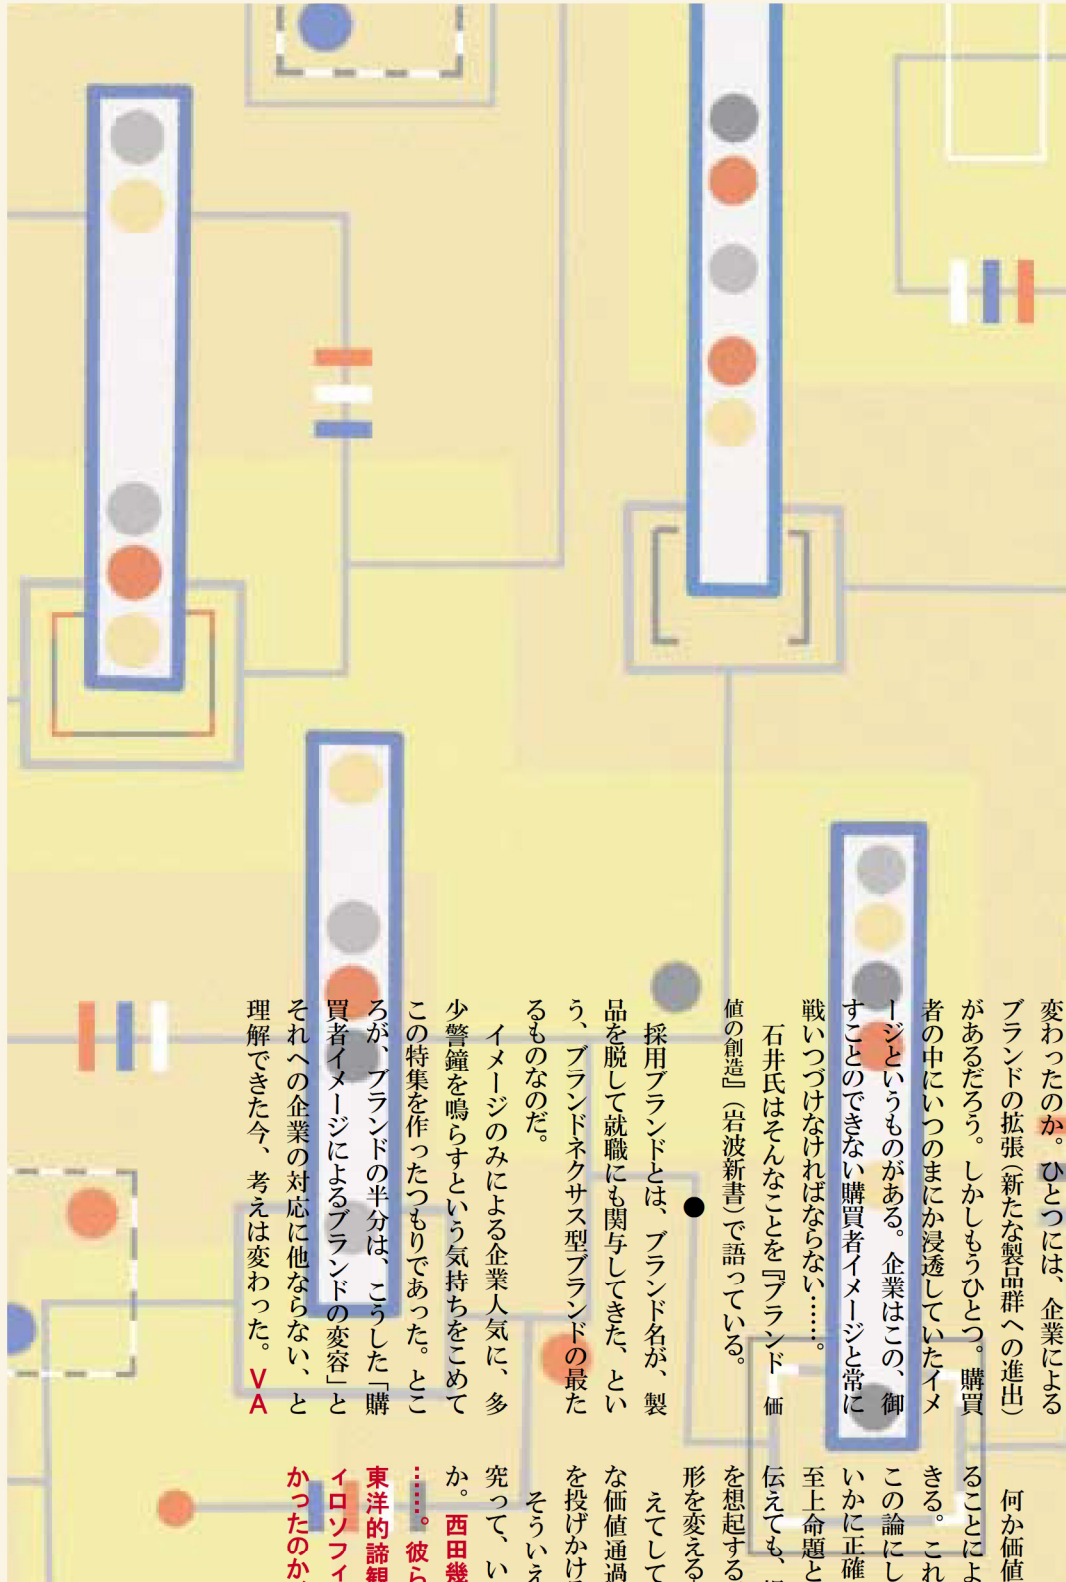 変わったのか。ひとつには、企業による
ブランドの拡張（新たな製品群への進出）
があるだろう。しかしもうひとつ。購買
者の中にいつのまにか浸透していたイメ
ージというものがある。企業はこの、御
すことのできない購買者イメージと常に
戦いつづけなければならない……。
　石井氏はそんなことを『ブランド　価
値の創造』（岩波新書）で語っている。
●
　採用ブランドとは、ブランド名が、製
品を脱して就職にも関与してきた、とい
う、ブランドネクサス型ブランドの最た
るものなのだ。
　イメージのみによる企業人気に、多
少警鐘を鳴らすという気持ちをこめて
この特集を作ったつもりであった。とこ
ろが、ブランドの半分は、こうした「購
買者イメージによるブランドの変容」と
それへの企業の対応に他ならない、と
理解できた今、考えは変わった。VA
　何か価値
ることによ
きる。これ
この論にし
いかに正確
至上命題と
伝えても、
を想起する
形を変える
　えてして
な価値通過
を投げかける
　そういえ
究って、い
か。西田幾
……。彼ら
東洋的諦観
ィロソフィ
かったのか